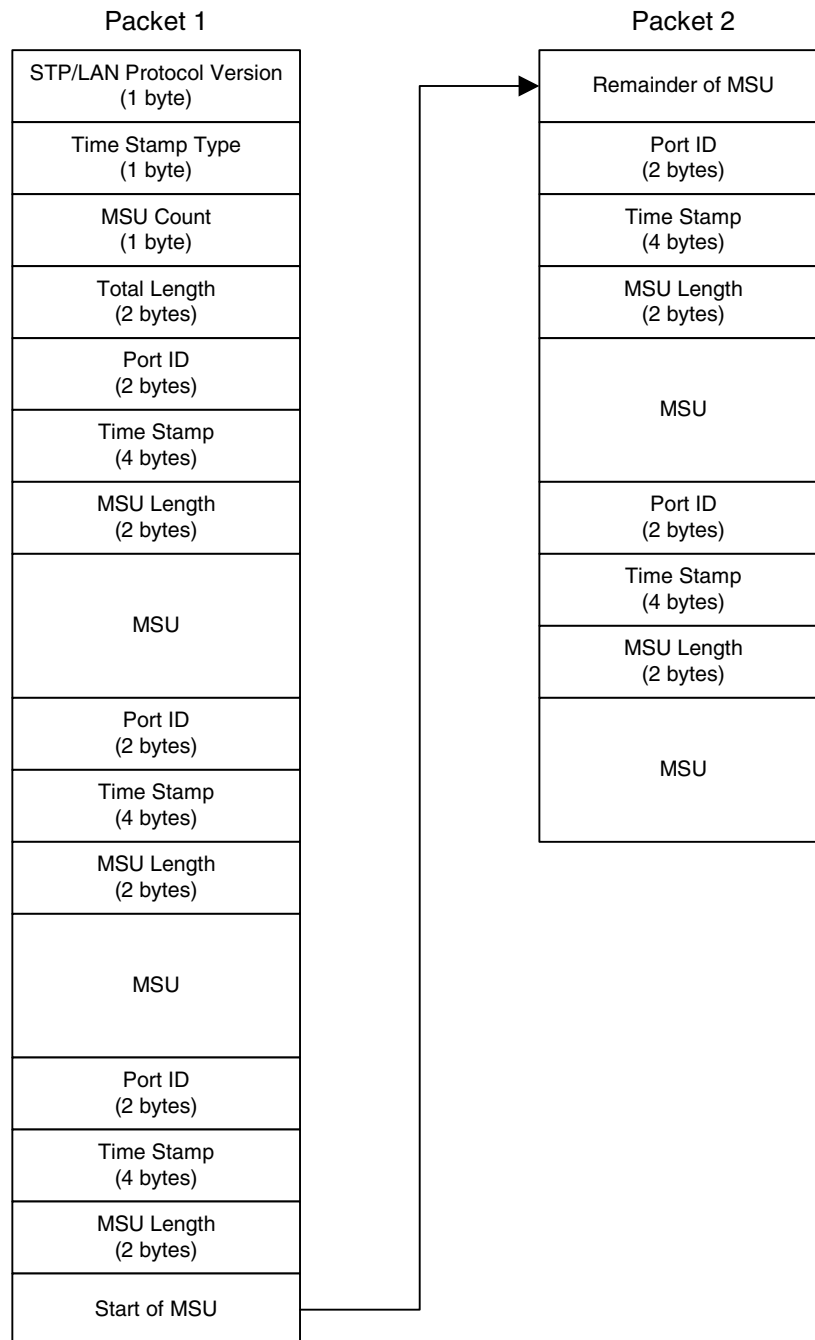 Packet 1
STP/LAN Protocol Version
(1 byte)
Time Stamp Type
(1 byte)
MSU Count
(1 byte)
Total Length
(2 bytes)
Port ID
(2 bytes)
Time Stamp
(4 bytes)
MSU Length
(2 bytes)
MSU
Port ID
(2 bytes)
Time Stamp
(4 bytes)
MSU Length
(2 bytes)
MSU
Port ID
(2 bytes)
Time Stamp
(4 bytes)
MSU Length
(2 bytes)
Start of MSU
Packet 2
Remainder of MSU
Port ID
(2 bytes)
Time Stamp
(4 bytes)
MSU Length
(2 bytes)
MSU
Port ID
(2 bytes)
Time Stamp
(4 bytes)
MSU Length
(2 bytes)
MSU